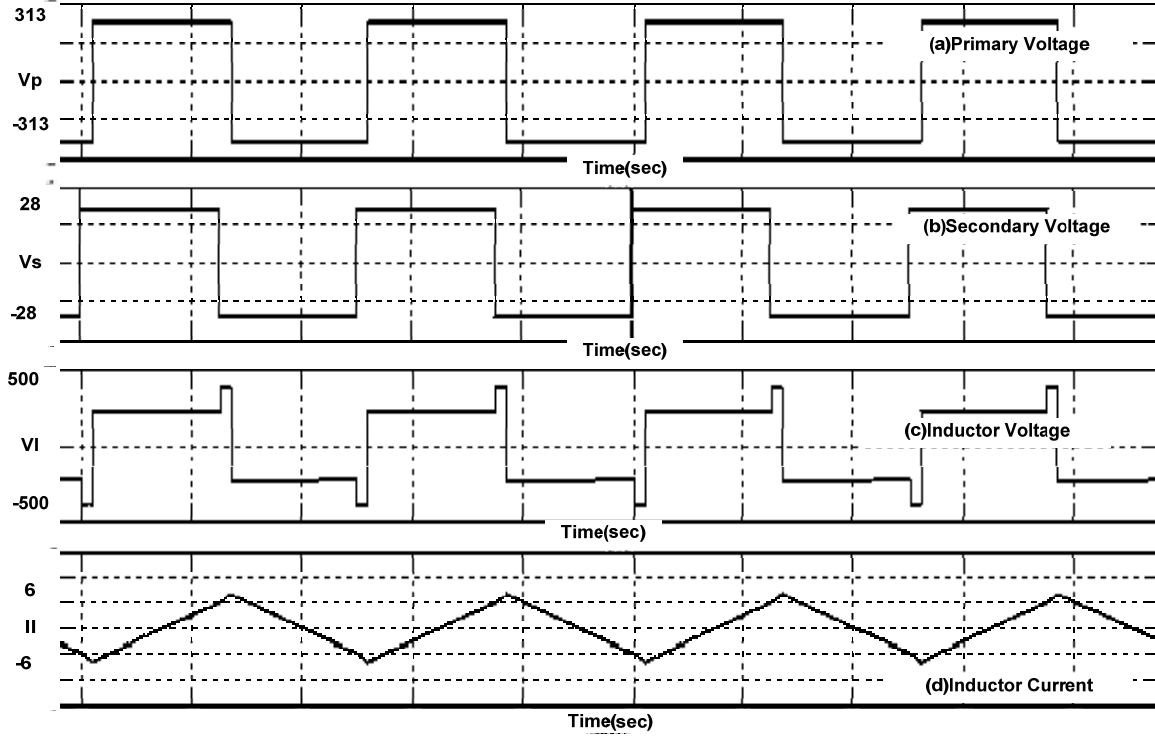 313
(a)Primary Voltage
Vp
-313
Time(sec)
28
(b)Secondary Voltage
Vs
-28
Time(sec)
500
(c)Inductor Voltage
Vl
-500
Time(sec)
6
Il
-6
(d)Inductor Current
Time(sec)